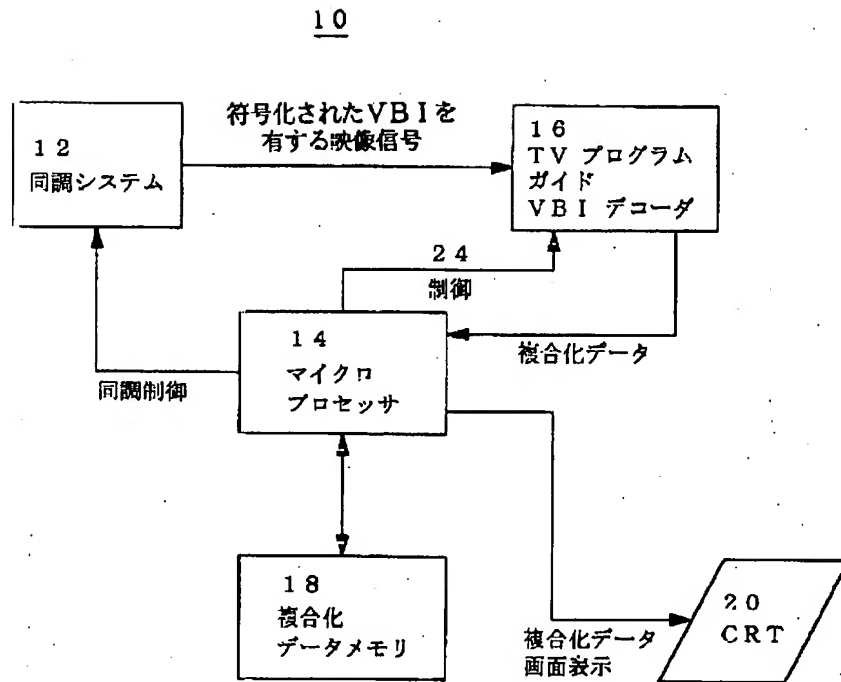 10
符号化されたVBIを
有する映像信号
12
同調システム
16
TV プログラム
ガイド
VBI デコーダ
24
制御
14
マイクロ
プロセッサ
複合化データ
同調制御
18
複合化
データメモリ
複合化データ
画面表示
20
CRT